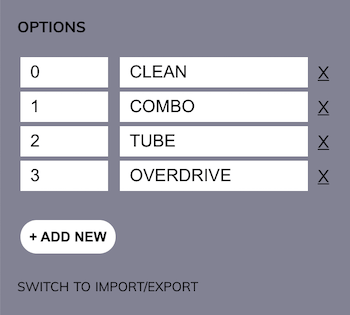 OPTIONS
0 CLEAN X
1 COMBO X
2 TUBE X
3 OVERDRIVE X
+ ADD NEW
SWITCH TO IMPORT/EXPORT